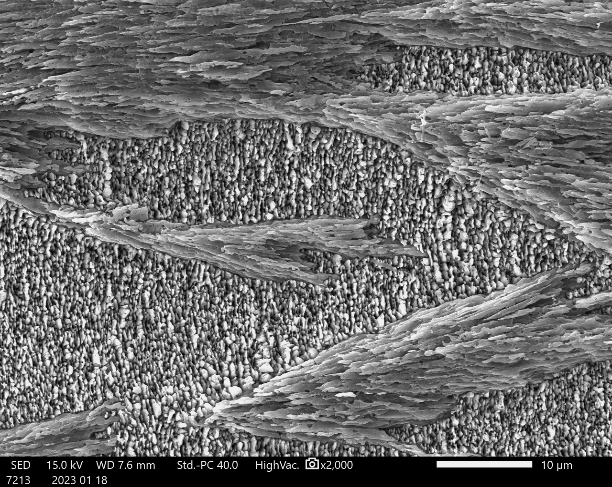 SED 15.0 kV WD 7.6 mm Std.-PC 40.0 HighVac. x2,000 10 µm
7213 2023 01 18